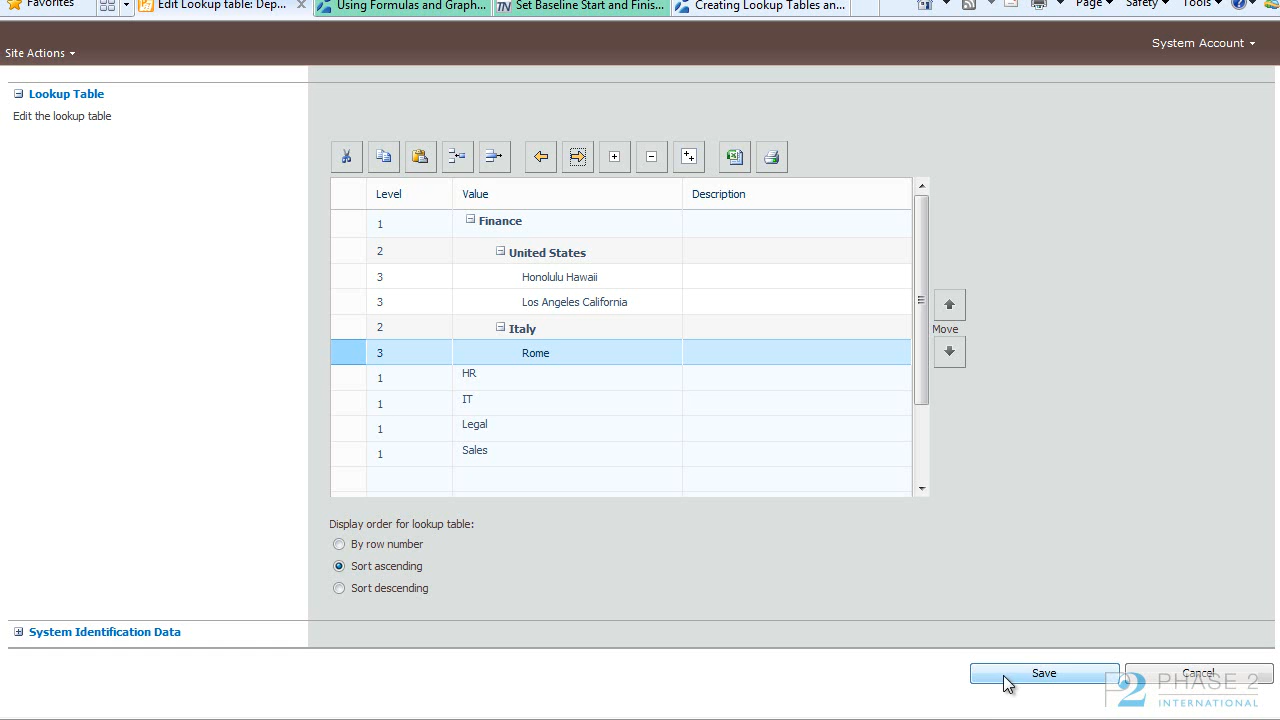 Favorites Edit Lookup table: Dep... Using Formulas and Graph... TN Set Baseline Start and Finis... Creating Lookup Tables an... Page Safety Tools
Site Actions System Account
Lookup Table
Edit the lookup table
Level Value Description
1 Finance
2 United States
3 Honolulu Hawaii
3 Los Angeles California
2 Italy
3 Rome
1 HR
1 IT
1 Legal
1 Sales
Move
Display order for lookup table:
By row number
Sort ascending
Sort descending
System Identification Data
Save Cancel
P2 PHASE 2
INTERNATIONAL